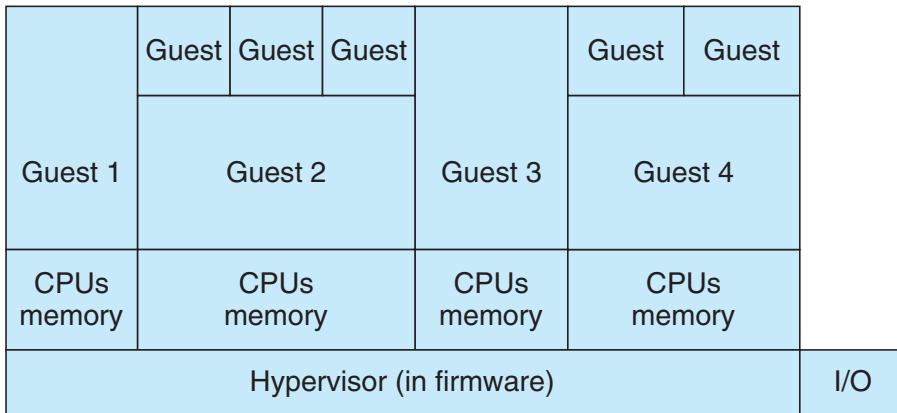 Guest Guest Guest Guest Guest
Guest 1 Guest 2 Guest 3 Guest 4
CPUs CPUs CPUs CPUs
memory memory memory memory
Hypervisor (in firmware) I/O